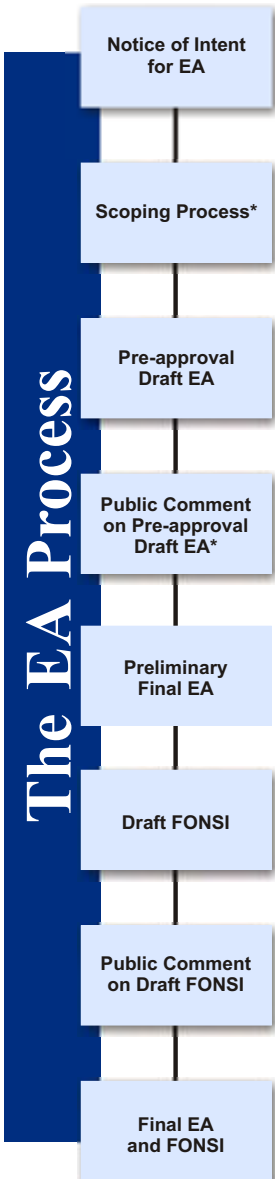 The EA Process
Notice of Intent
for EA
Scoping Process*
Pre-approval
Draft EA
Public Comment
on Pre-approval
Draft EA*
Preliminary
Final EA
Draft FONSI
Public Comment
on Draft FONSI
Final EA
and FONSI